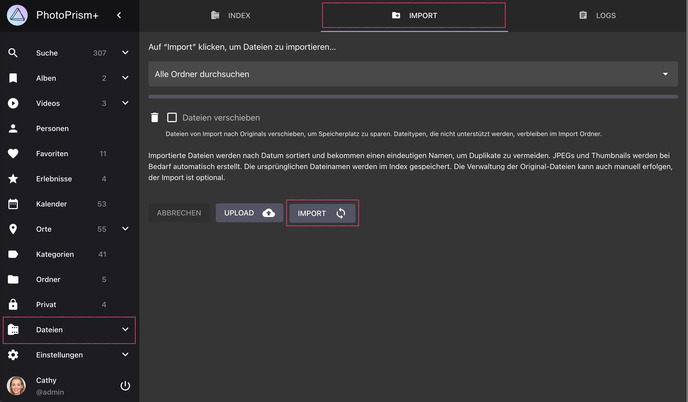 PhotoPrism+
Suche 307
Alben 2
Videos 3
Personen
Favoriten 11
Erlebnisse 4
Kalender 53
Orte 55
Kategorien 41
Ordner 5
Privat 4
Dateien
Einstellungen
Cathy
@admin
INDEX
IMPORT
LOGS
Auf “Import” klicken, um Dateien zu importieren…
Alle Ordner durchsuchen
Dateien verschieben
Dateien von Import nach Originals verschieben, um Speicherplatz zu sparen. Dateitypen, die nicht unterstützt werden, verbleiben im Import Ordner.
Importierte Dateien werden nach Datum sortiert und bekommen einen eindeutigen Namen, um Duplikate zu vermeiden. JPEGs und Thumbnails werden bei
Bedarf automatisch erstellt. Die ursprünglichen Dateinamen werden im Index gespeichert. Die Verwaltung der Original-Dateien kann auch manuell erfolgen,
der Import ist optional.
ABBRECHEN
UPLOAD
IMPORT